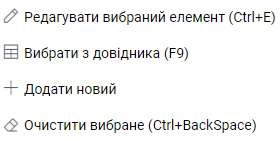 Редагувати вибраний елемент (Ctrl+E)
Вибрати з довідника (F9)
Додати новий
Очистити вибране (Ctrl+BackSpace)